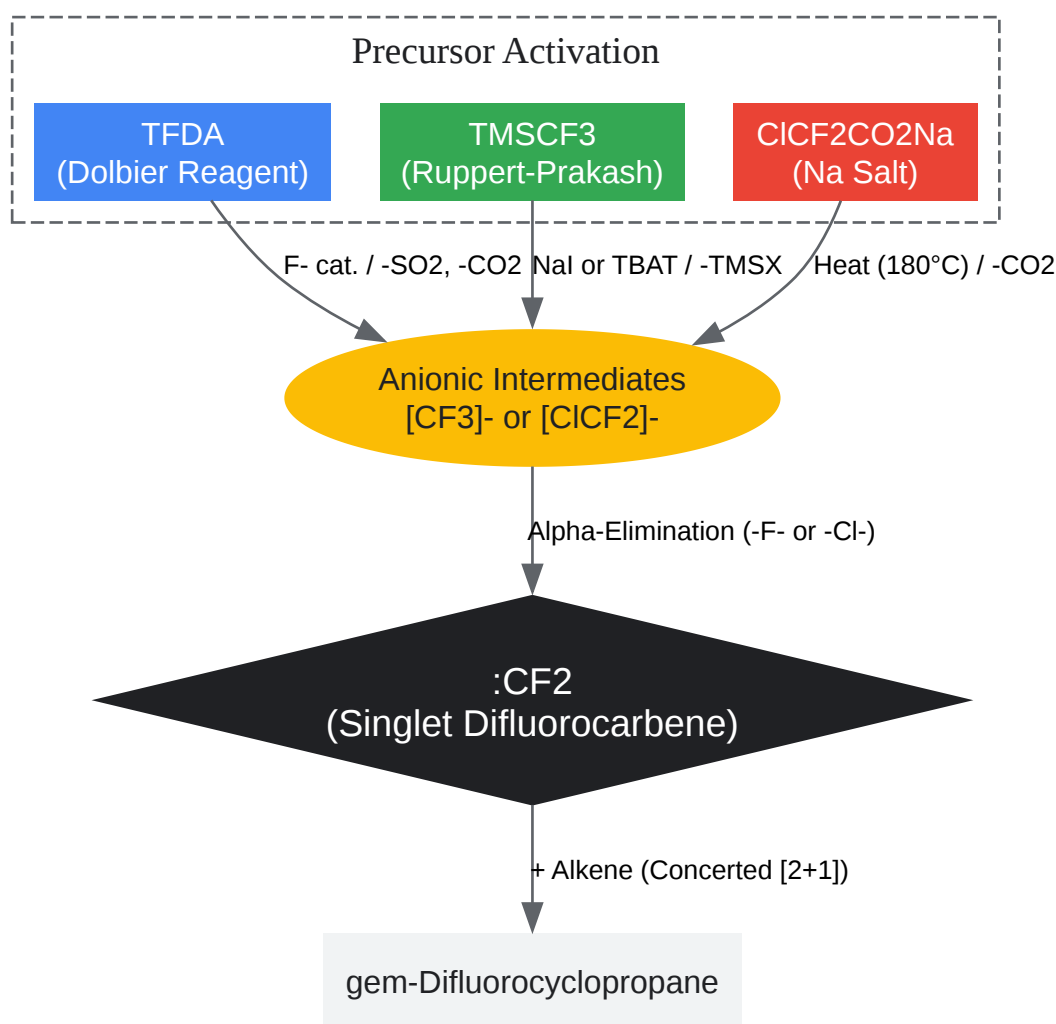 Precursor Activation
TFDA
(Dolbier Reagent)
TMSCF3
(Ruppert-Prakash)
ClCF2CO2Na
(Na Salt)
F- cat. / -SO2, -CO2
NaI or TBAT / -TMSX
Heat (180°C) / -CO2
Anionic Intermediates
[CF3]- or [ClCF2]-
Alpha-Elimination (-F- or -Cl-)
:CF2
(Singlet Difluorocarbene)
+ Alkene (Concerted [2+1])
gem-Difluorocyclopropane